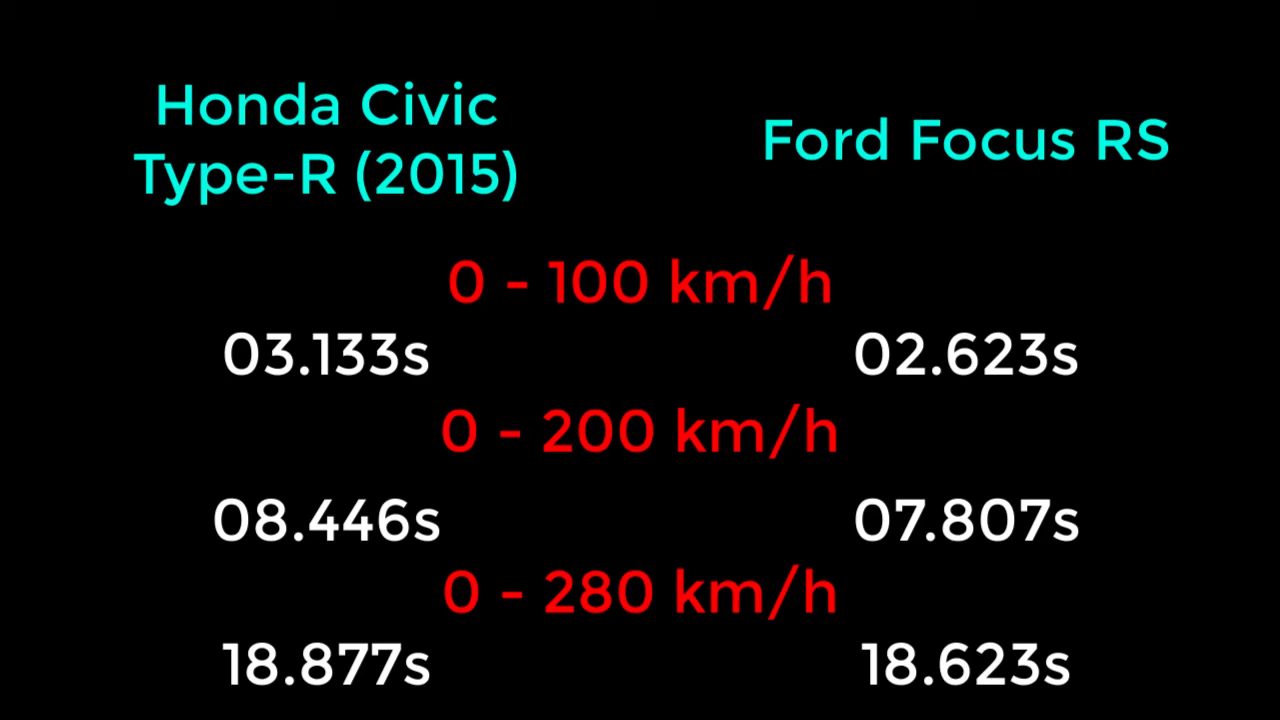 Honda Civic
Type-R (2015)
Ford Focus RS
0 - 100 km/h
03.133s
02.623s
0 - 200 km/h
08.446s
07.807s
0 - 280 km/h
18.877s
18.623s